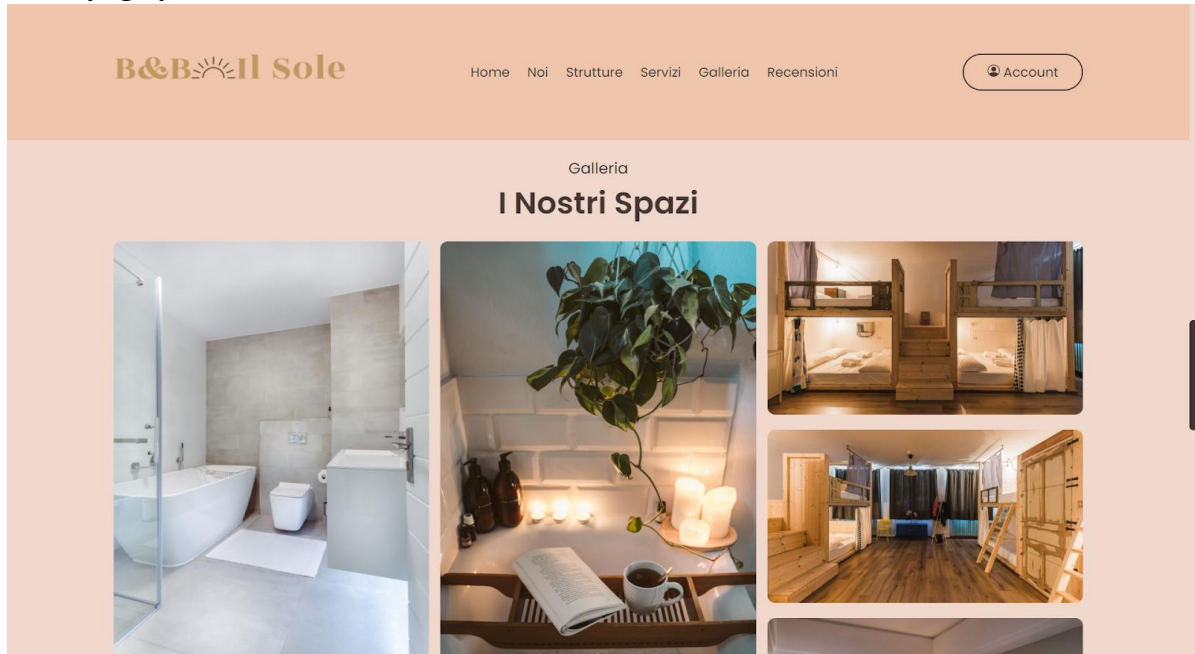 B&B Il Sole
Home Noi Strutture Servizi Galleria Recensioni
Account
Galleria
I Nostri Spazi